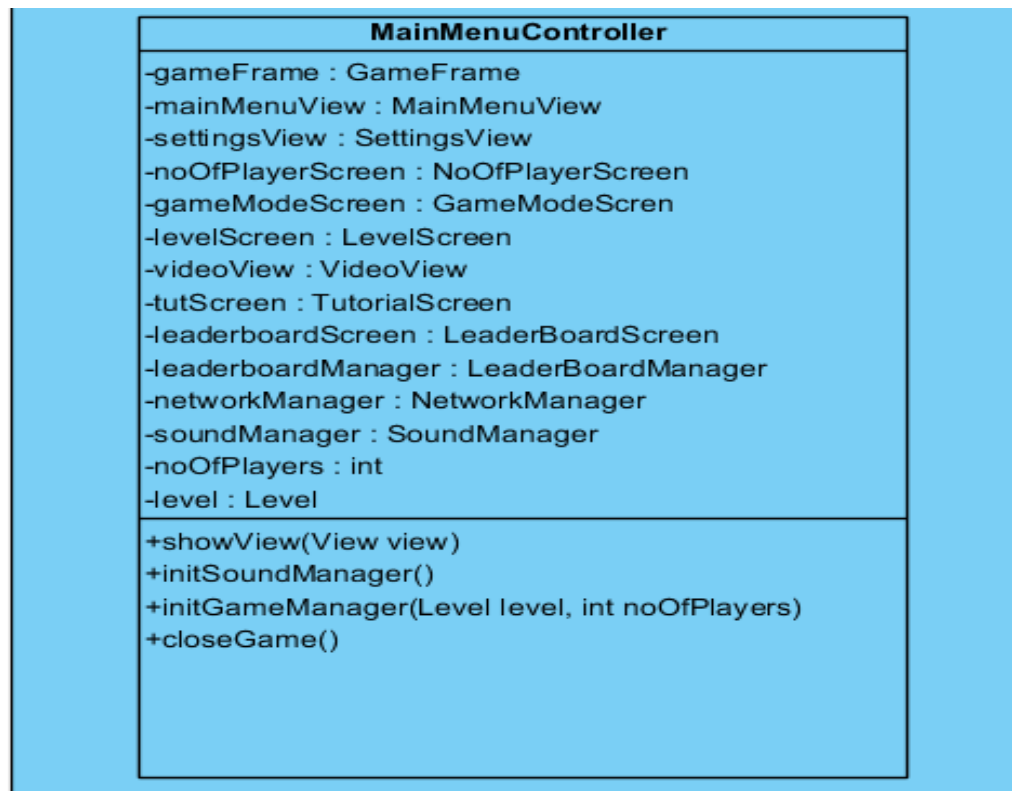 MainMenuController
-gameFrame : GameFrame
-mainMenuView : MainMenuView
-settingsView : SettingsView
-noOfPlayerScreen : NoOfPlayerScreen
-gameModeScreen : GameModeScren
-levelScreen : LevelScreen
-videoView : VideoView
-tutScreen : TutorialScreen
-leaderboardScreen : LeaderBoardScreen
-leaderboardManager : LeaderBoardManager
-networkManager : NetworkManager
-soundManager : SoundManager
-noOfPlayers : int
-level : Level
+showView(View view)
+initSoundManager()
+initGameManager(Level level, int noOfPlayers)
+closeGame()